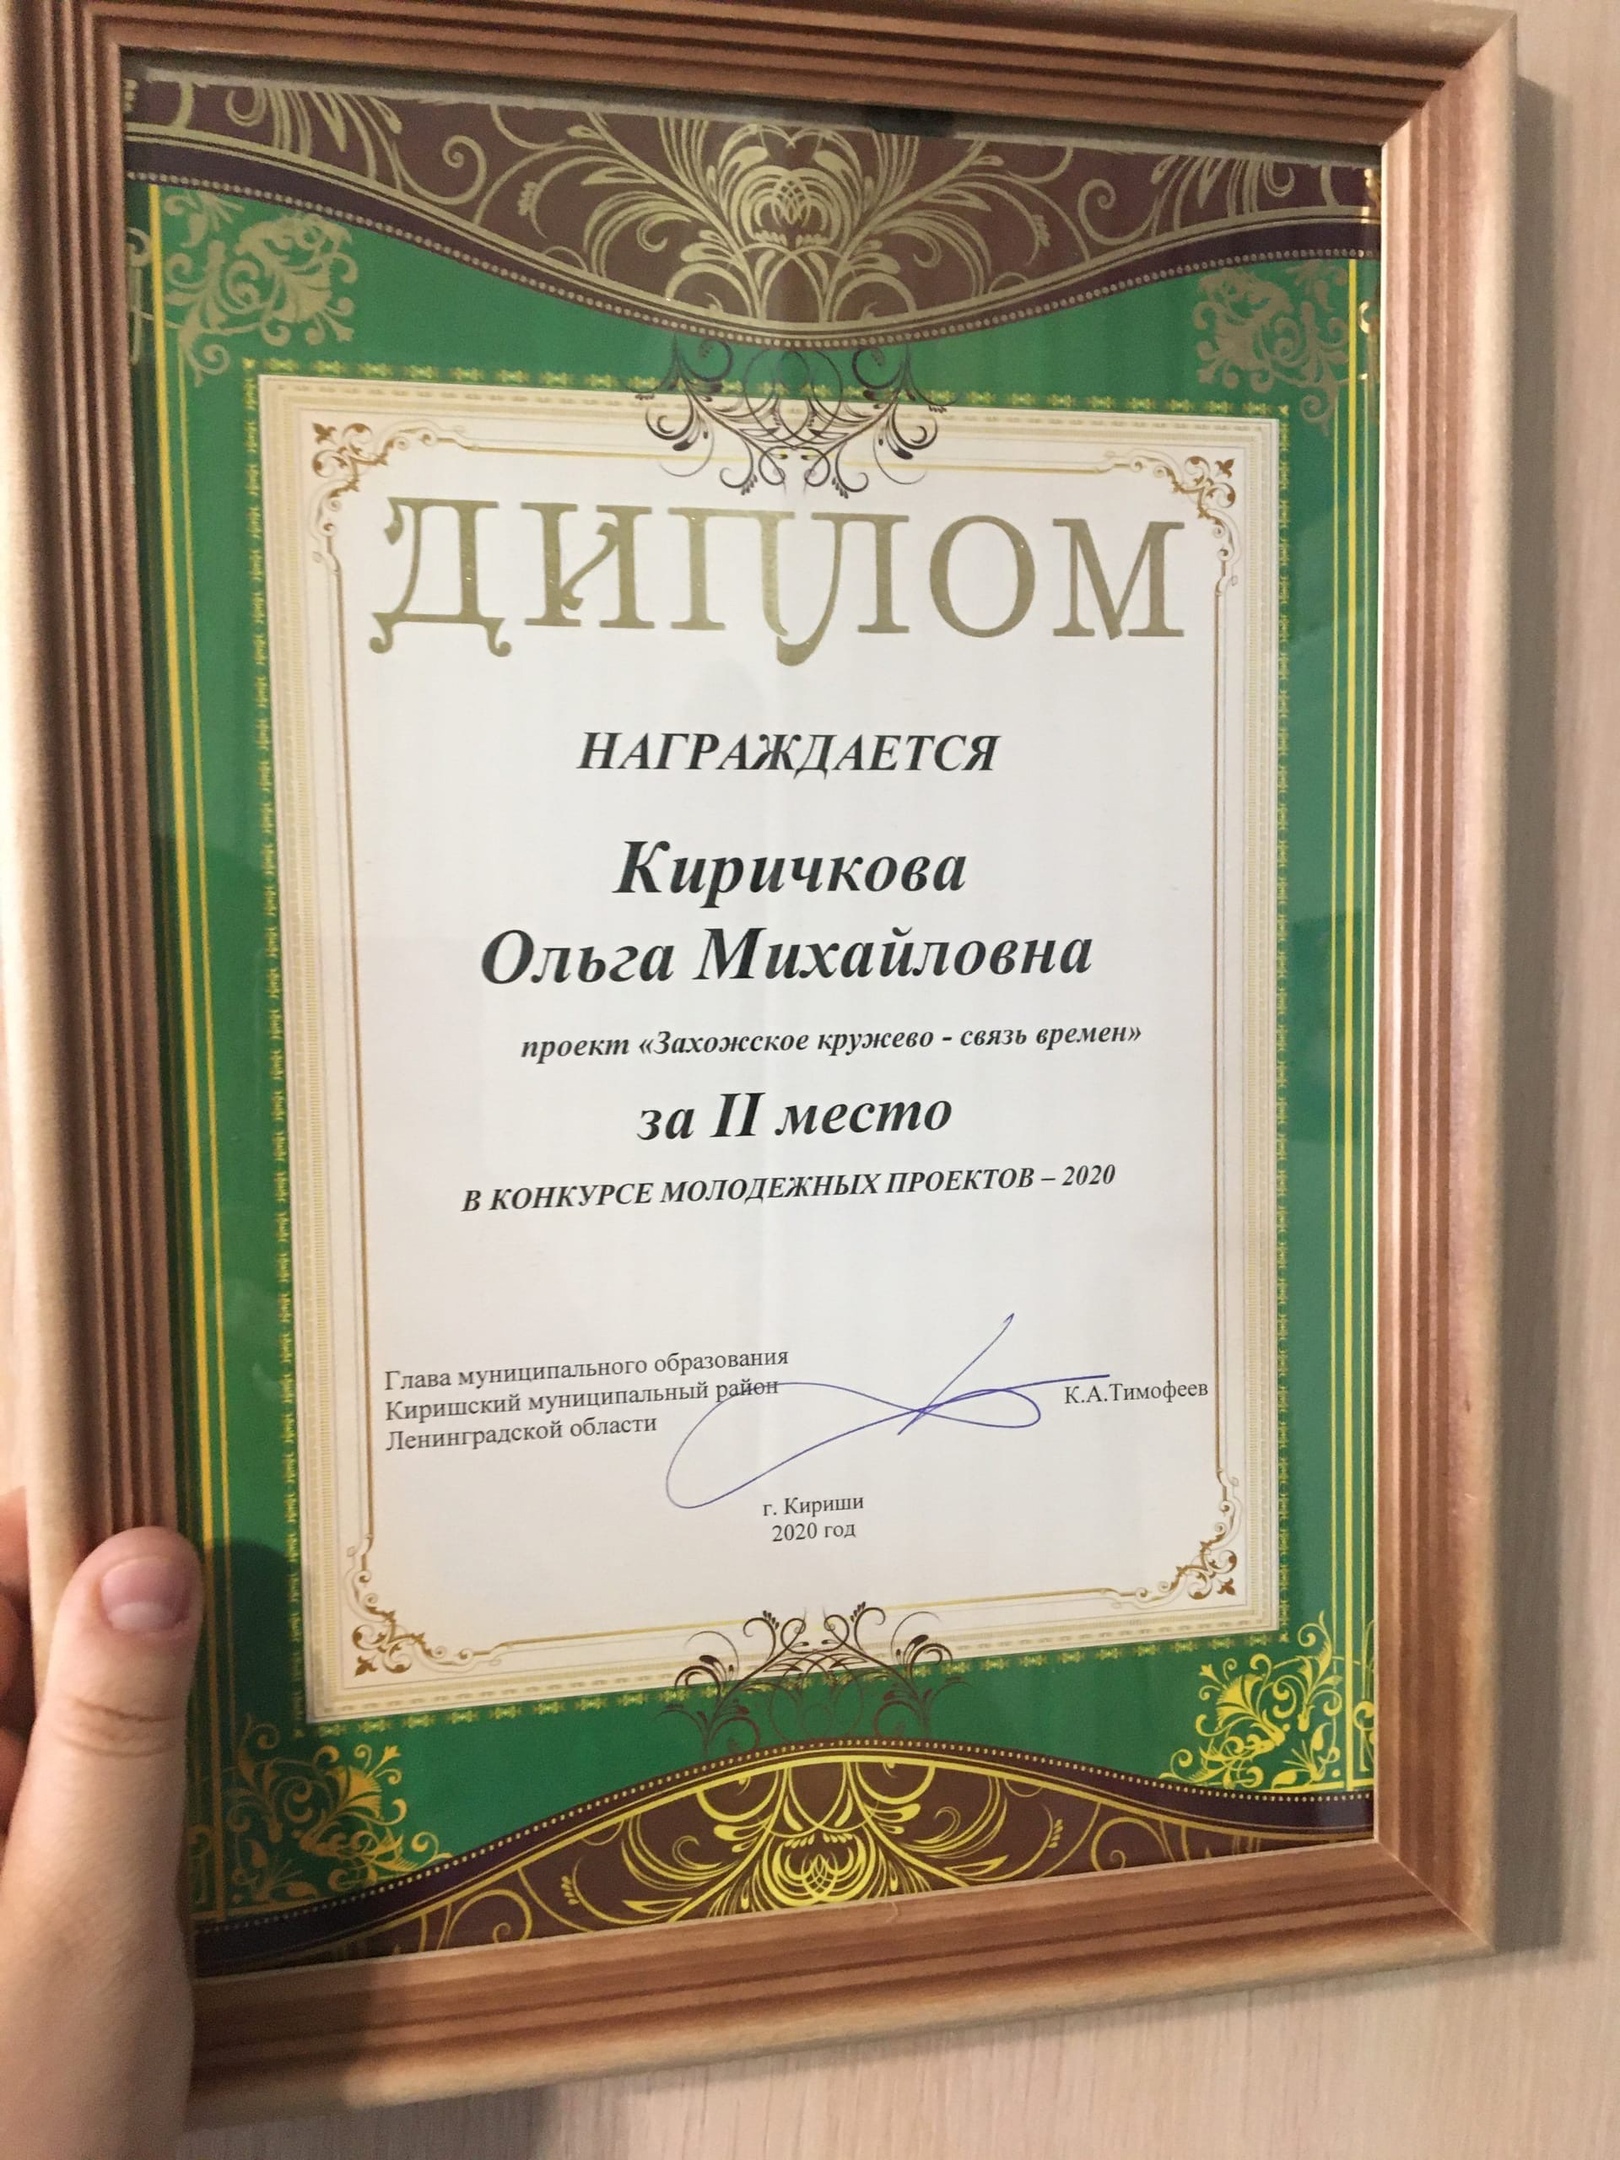 ДИПЛОМ
НАГРАЖДАЕТСЯ
Киричкова
Ольга Михайловна
проект «Захожское кружево - связь времен»
за II место
В КОНКУРСЕ МОЛОДЕЖНЫХ ПРОЕКТОВ – 2020
Глава муниципального образования
Киришский муниципальный район
Ленинградской области
К.А.Тимофеев
г. Кириши
2020 год